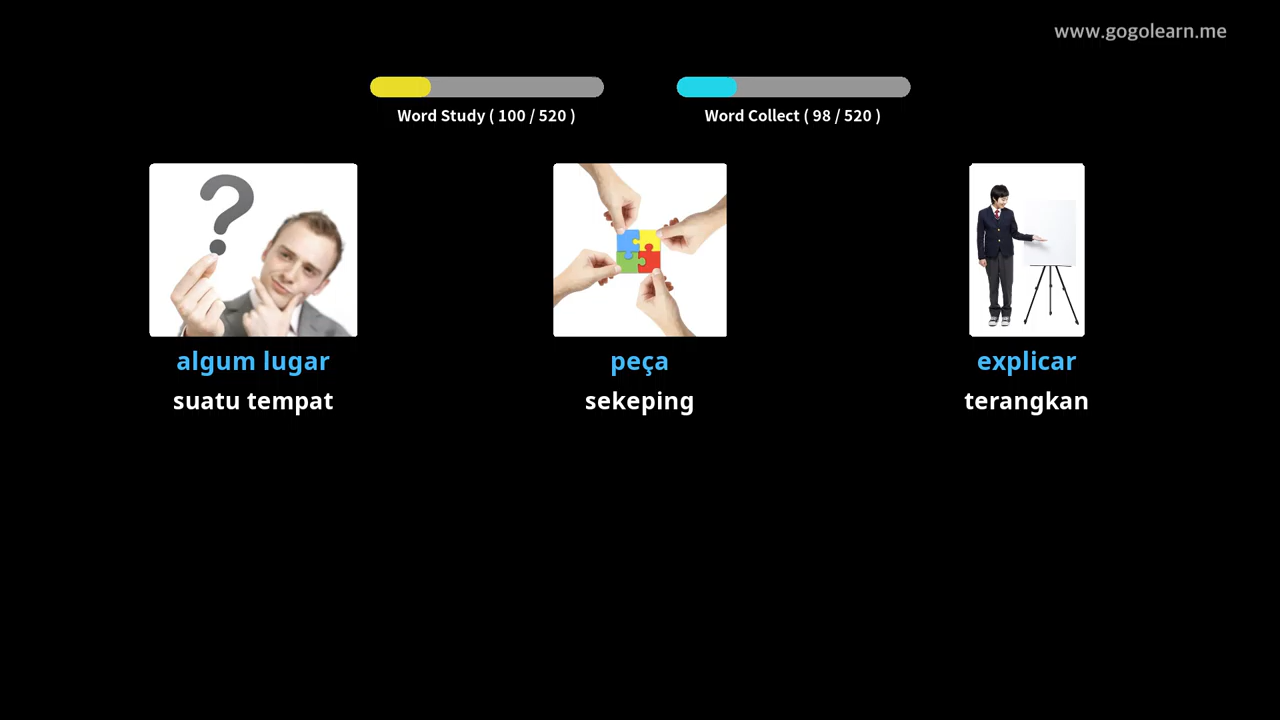 www.gogolearn.me
Word Study ( 100 / 520 )
Word Collect ( 98 / 520 )
algum lugar
suatu tempat
peça
sekeping
explicar
terangkan